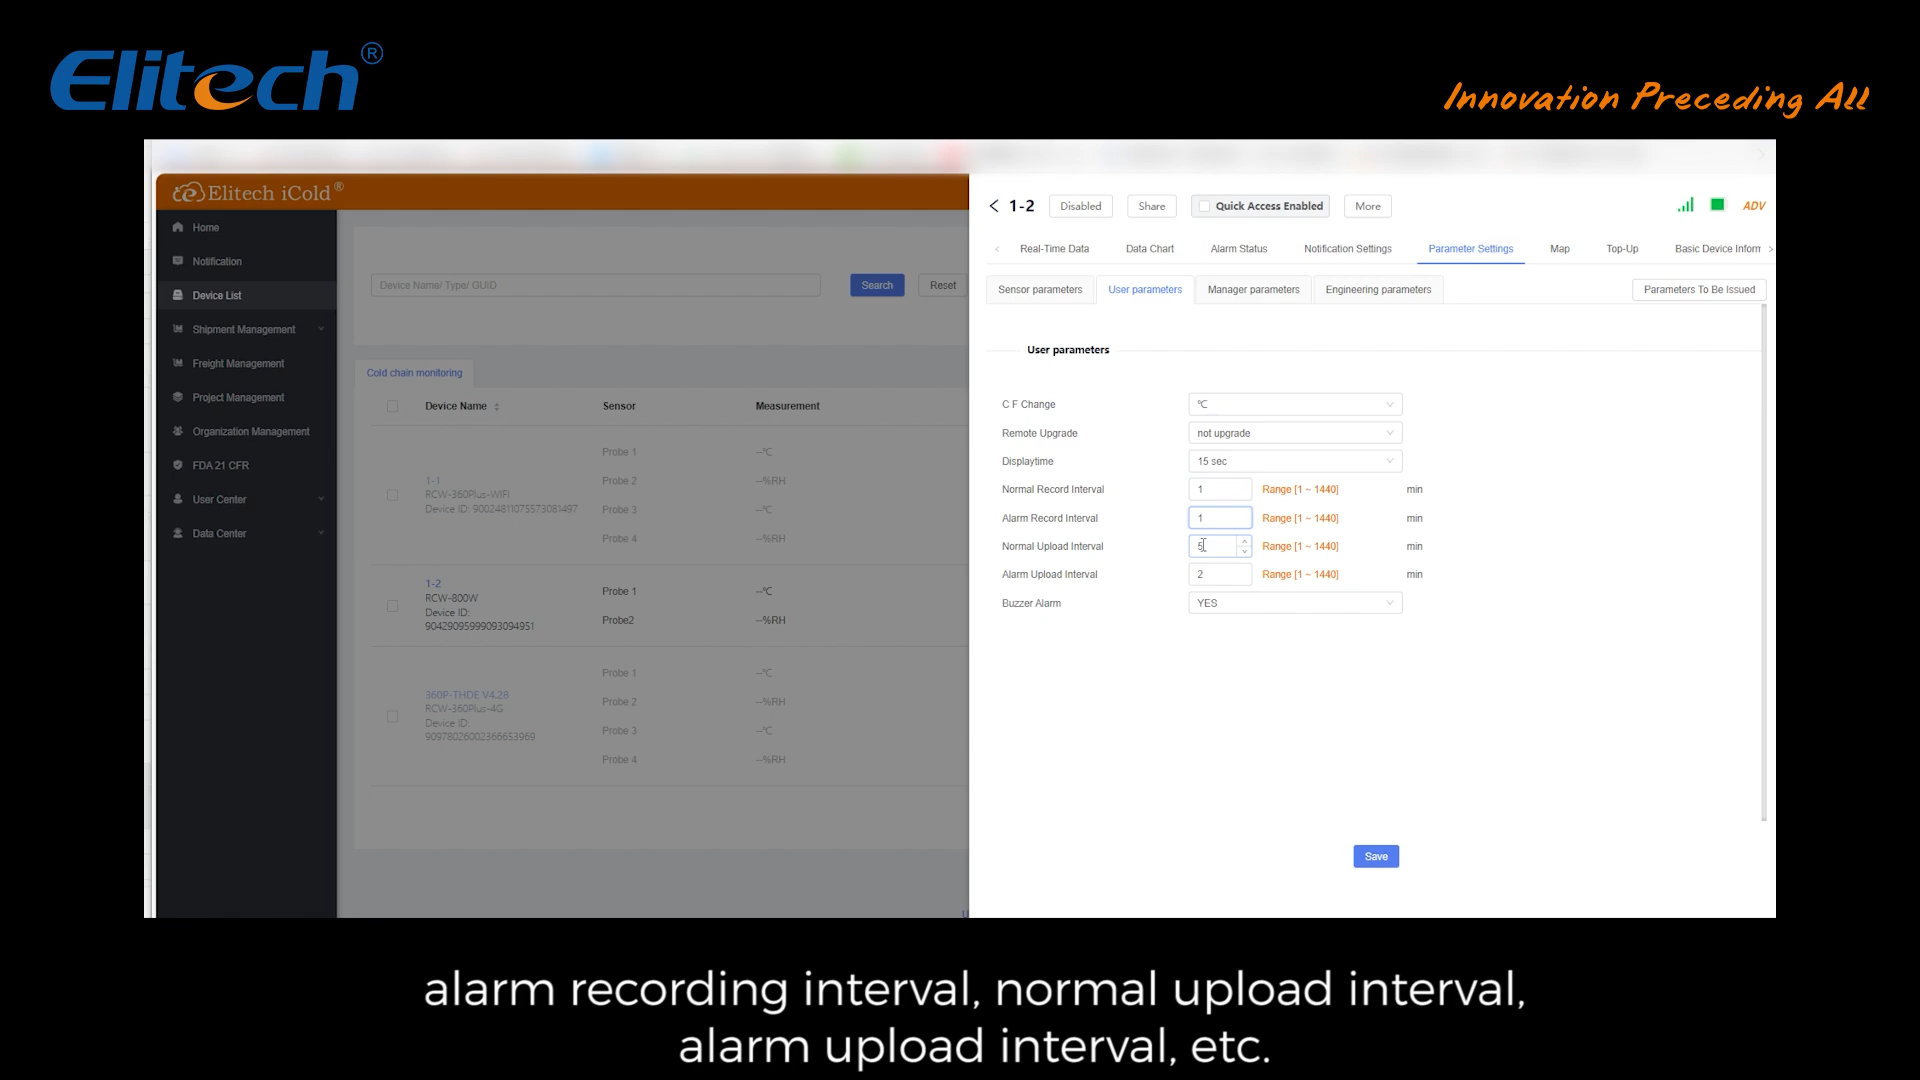 Elitech®
Innovation Preceding All
Elitech iCold®
Home
Notification
Device List
Shipment Management
Freight Management
Project Management
Organization Management
FDA 21 CFR
User Center
Data Center
Device Name/ Type/ GUID
Search
Reset
Cold chain monitoring
Device Name
Sensor
Measurement
1-1
RCW-360Plus-WIFI
Device ID: 90024811075573081497
Probe 1
--℃
Probe 2
--%RH
Probe 3
--℃
Probe 4
--%RH
1-2
RCW-800W
Device ID:
90429095999093094951
Probe 1
--℃
Probe2
--%RH
360P-THDE V4.28
RCW-360Plus-4G
Device ID:
90978026002366653969
Probe 1
--℃
Probe 2
--%RH
Probe 3
--℃
Probe 4
--%RH
< 1-2
Disabled
Share
Quick Access Enabled
More
ADV
Real-Time Data
Data Chart
Alarm Status
Notification Settings
Parameter Settings
Map
Top-Up
Basic Device Inform
Sensor parameters
User parameters
Manager parameters
Engineering parameters
Parameters To Be Issued
User parameters
C F Change
℃
Remote Upgrade
not upgrade
Displaytime
15 sec
Normal Record Interval
1
Range [1 ~ 1440]
min
Alarm Record Interval
1
Range [1 ~ 1440]
min
Normal Upload Interval
5
Range [1 ~ 1440]
min
Alarm Upload Interval
2
Range [1 ~ 1440]
min
Buzzer Alarm
YES
Save
alarm recording interval, normal upload interval,
alarm upload interval, etc.